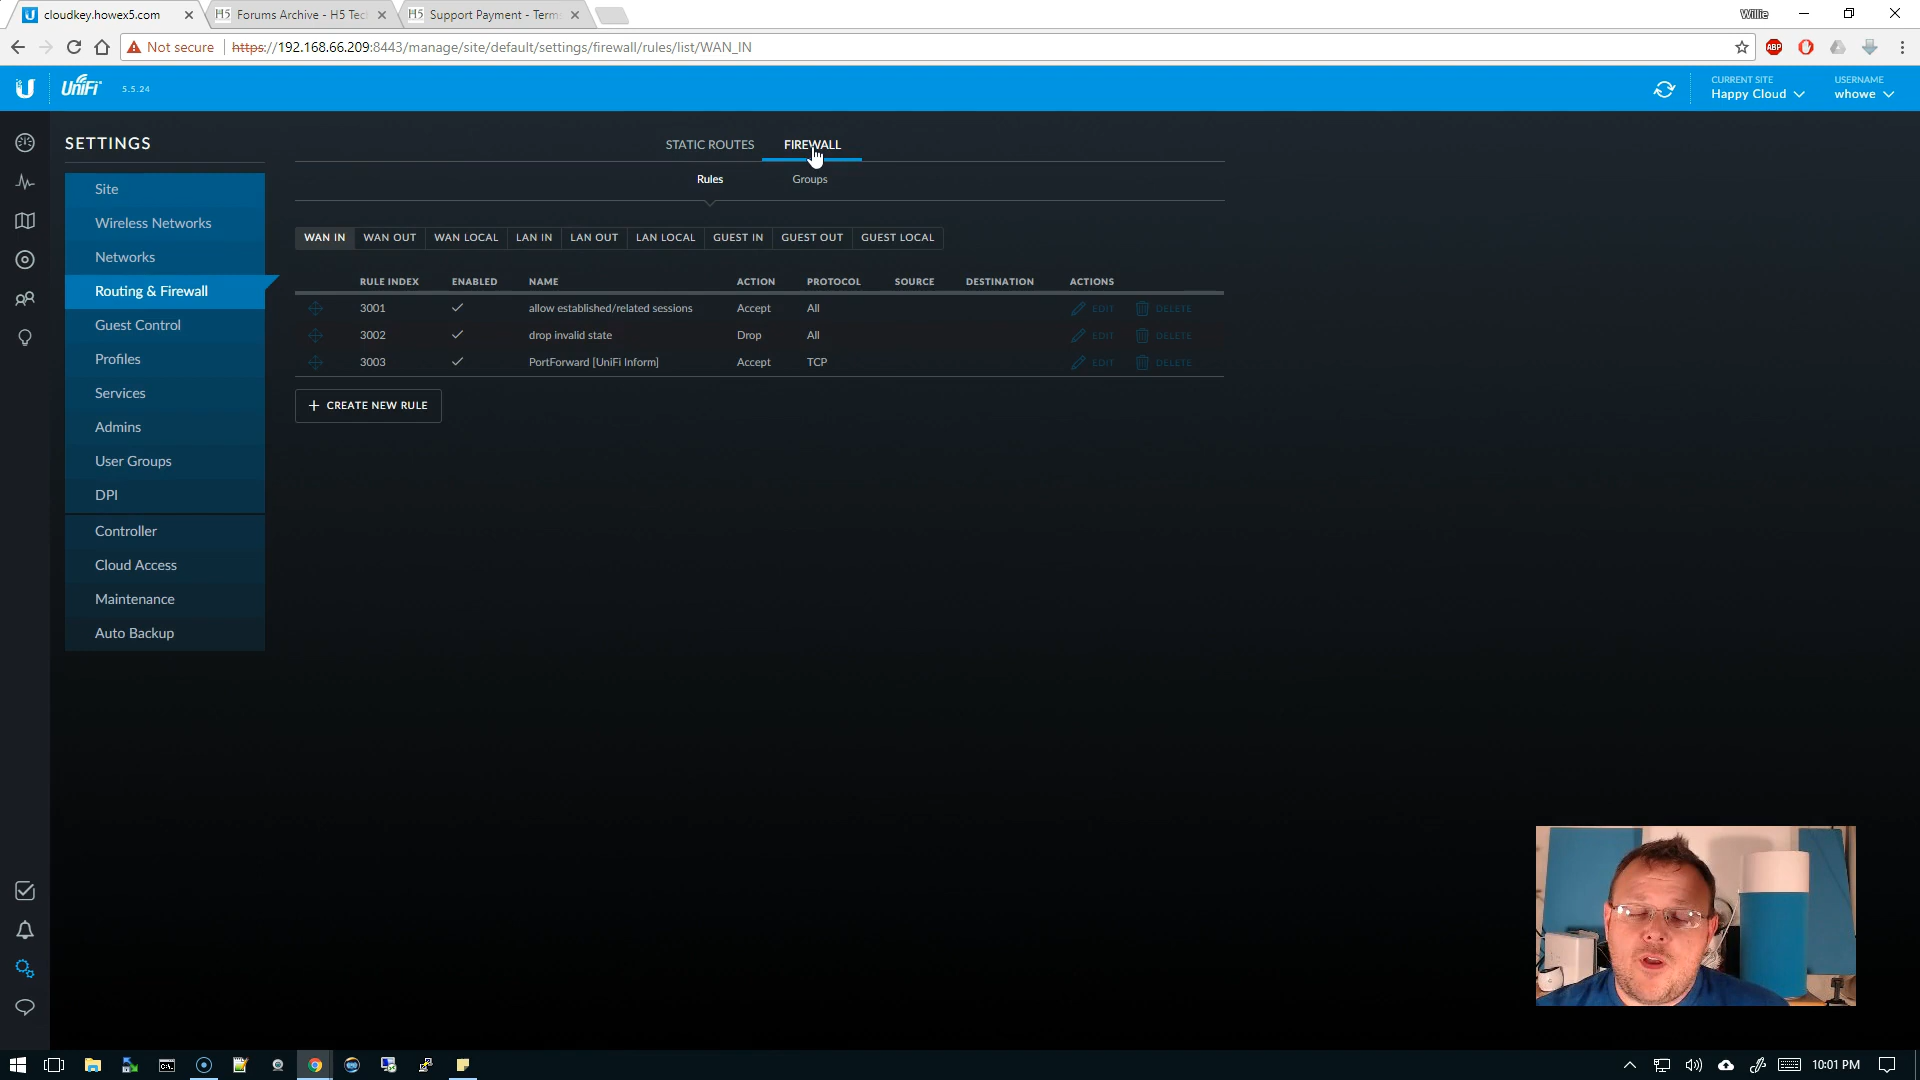 cloudkey.howex5.com
H5 Forums Archive - H5 Tec
H5 Support Payment - Term
Willie
Not secure
https://192.168.66.209:8443/manage/site/default/settings/firewall/rules/list/WAN_IN
ABP
U UniFi 5.5.24
CURRENT SITE
Happy Cloud
USERNAME
whowe
SETTINGS
Site
Wireless Networks
Networks
Routing & Firewall
Guest Control
Profiles
Services
Admins
User Groups
DPI
Controller
Cloud Access
Maintenance
Auto Backup
STATIC ROUTES FIREWALL
Rules Groups
WAN IN WAN OUT WAN LOCAL LAN IN LAN OUT LAN LOCAL GUEST IN GUEST OUT GUEST LOCAL
RULE INDEX ENABLED NAME ACTION PROTOCOL SOURCE DESTINATION ACTIONS
3001 allow established/related sessions Accept All EDIT DELETE
3002 drop invalid state Drop All EDIT DELETE
3003 PortForward [UniFi Inform] Accept TCP EDIT DELETE
+ CREATE NEW RULE
10:01 PM